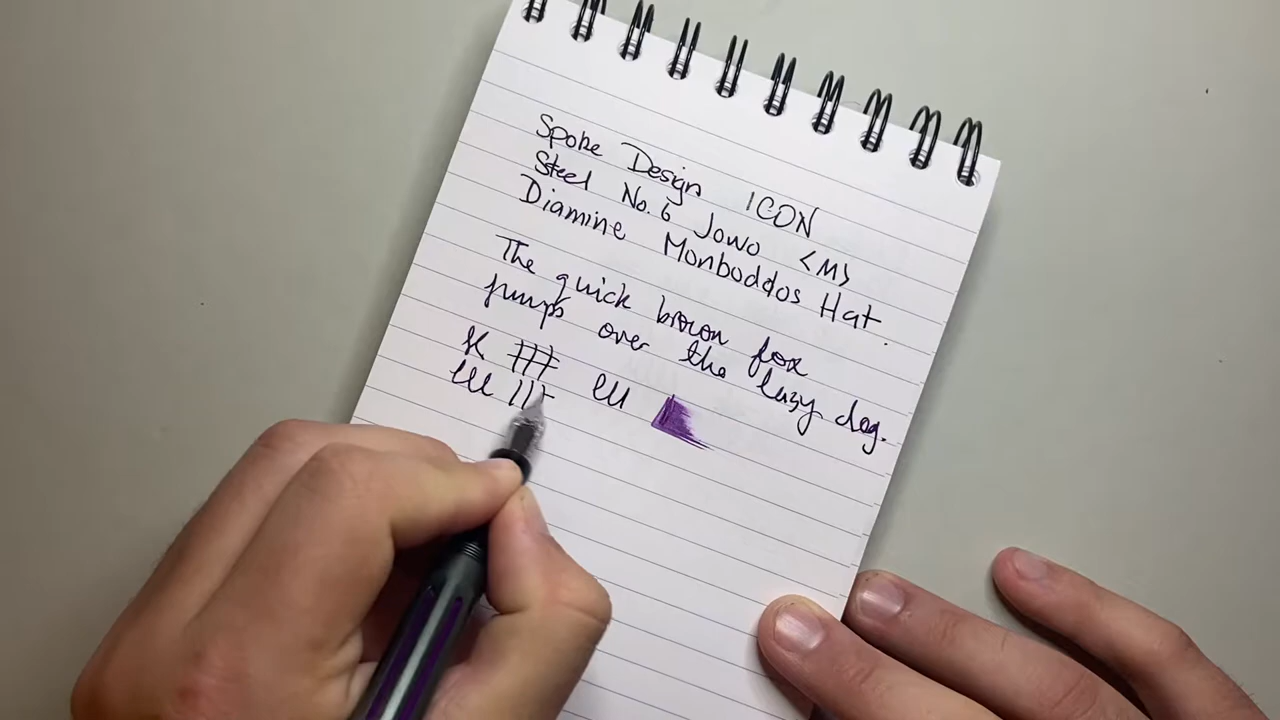 Spoke Design ICON
Steel No. 6 Jowo <M>
Diamine Monboddos Hat.
The quick brown fox
jumps over the lazy dog.